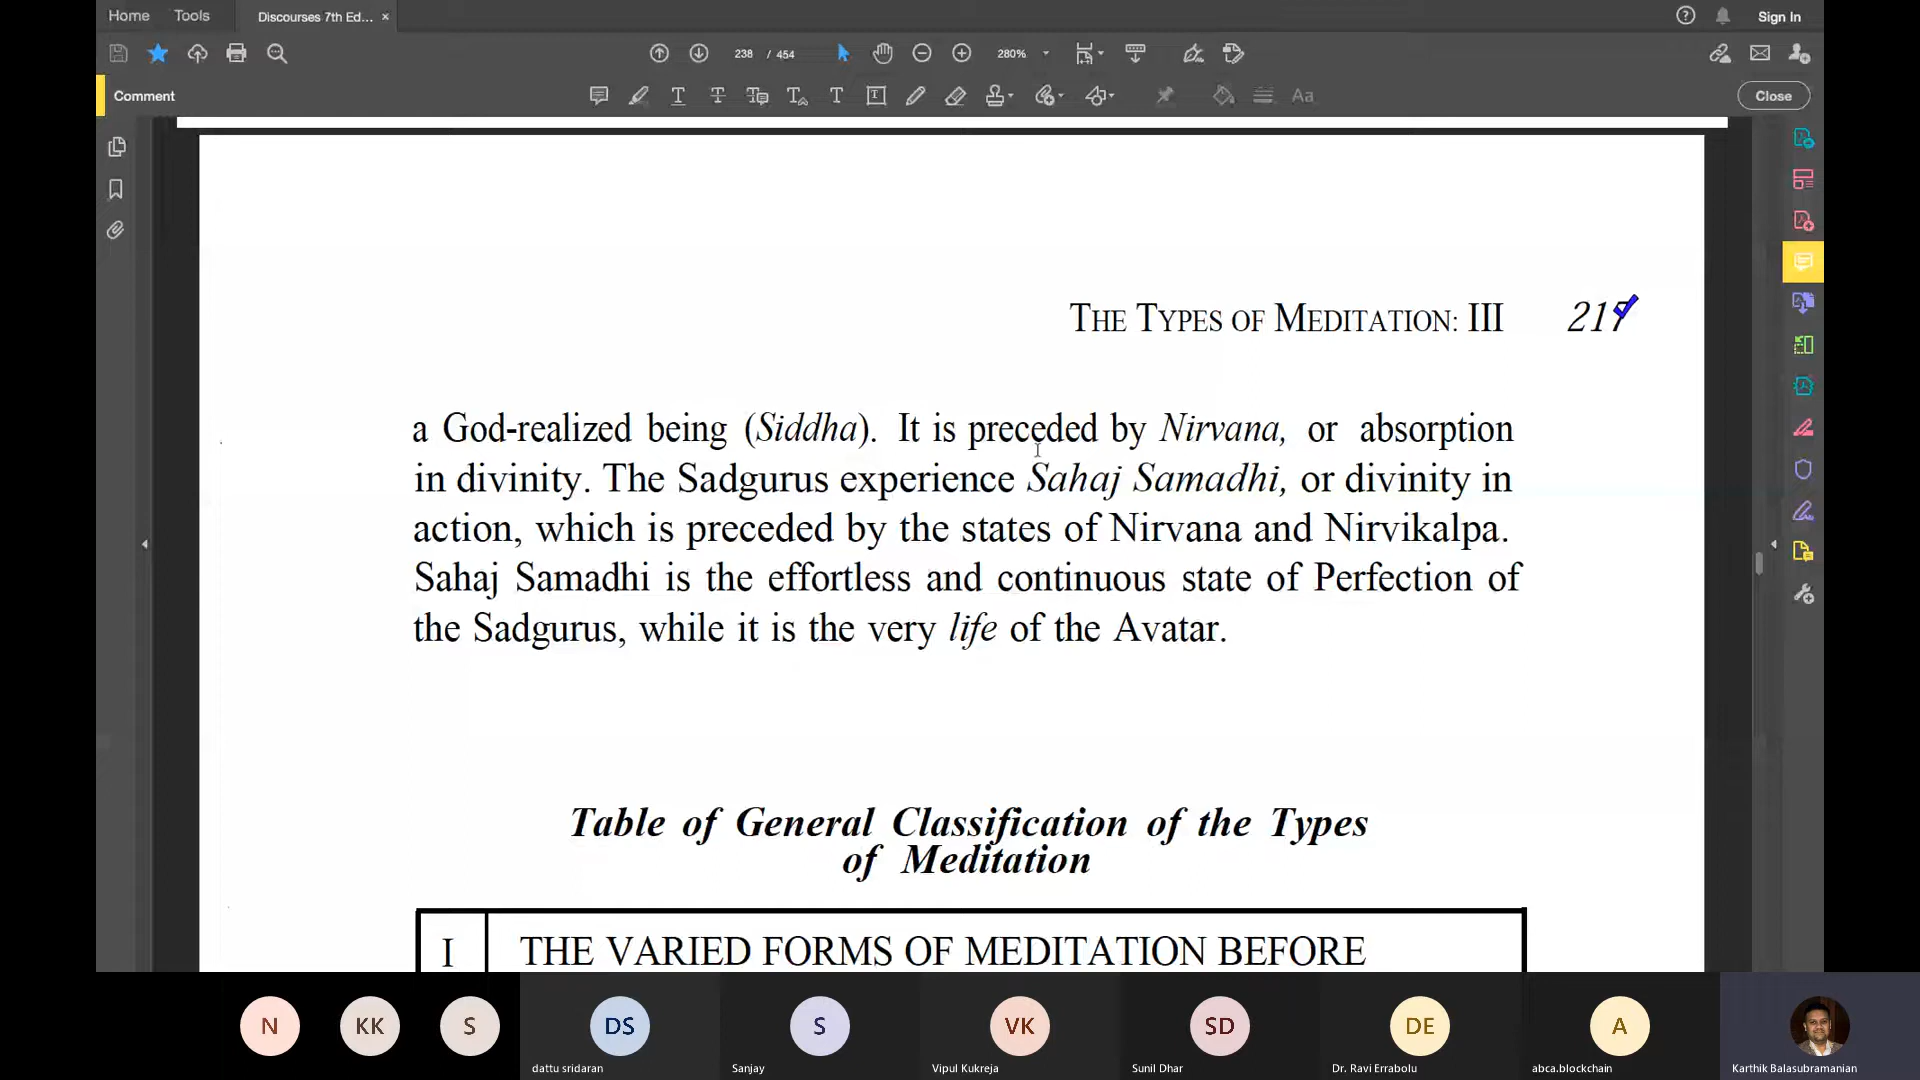 Home Tools Discourses 7th Ed... × Sign In
238 / 454 280%
Comment Close
THE TYPES OF MEDITATION: III 217
a God-realized being (Siddha). It is preceded by Nirvana, or absorption
in divinity. The Sadgurus experience Sahaj Samadhi, or divinity in
action, which is preceded by the states of Nirvana and Nirvikalpa.
Sahaj Samadhi is the effortless and continuous state of Perfection of
the Sadgurus, while it is the very life of the Avatar.
Table of General Classification of the Types
of Meditation
I THE VARIED FORMS OF MEDITATION BEFORE
N KK S DS S VK SD DE A
dattu sridaran Sanjay Vipul Kukreja Sunil Dhar Dr. Ravi Errabolu abca.blockchain Karthik Balasubramanian